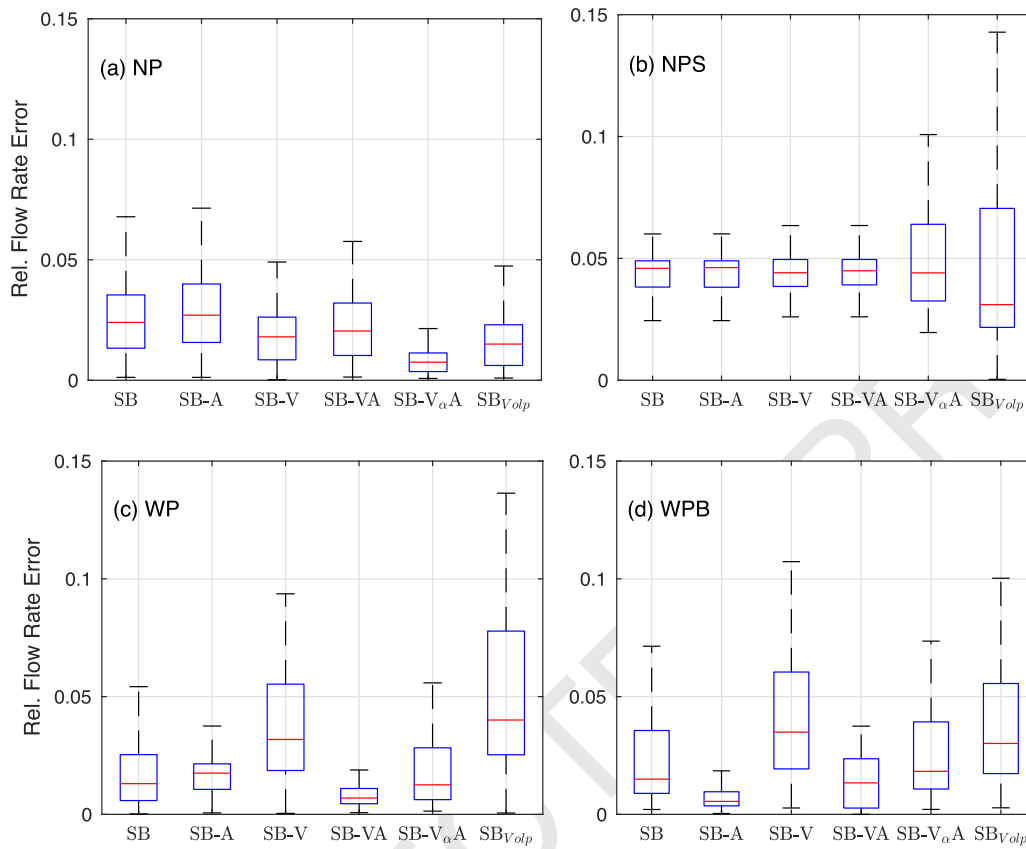 0.15
(a) NP
0.1
0.05
0
Rel. Flow Rate Error
SB SB-A SB-V SB-VA SB-VαA SBVolp
0.15
(b) NPS
0.1
0.05
0
SB SB-A SB-V SB-VA SB-VαA SBVolp
0.15
(c) WP
0.1
0.05
0
Rel. Flow Rate Error
SB SB-A SB-V SB-VA SB-VαA SBVolp
0.15
(d) WPB
0.1
0.05
0
SB SB-A SB-V SB-VA SB-VαA SBVolp